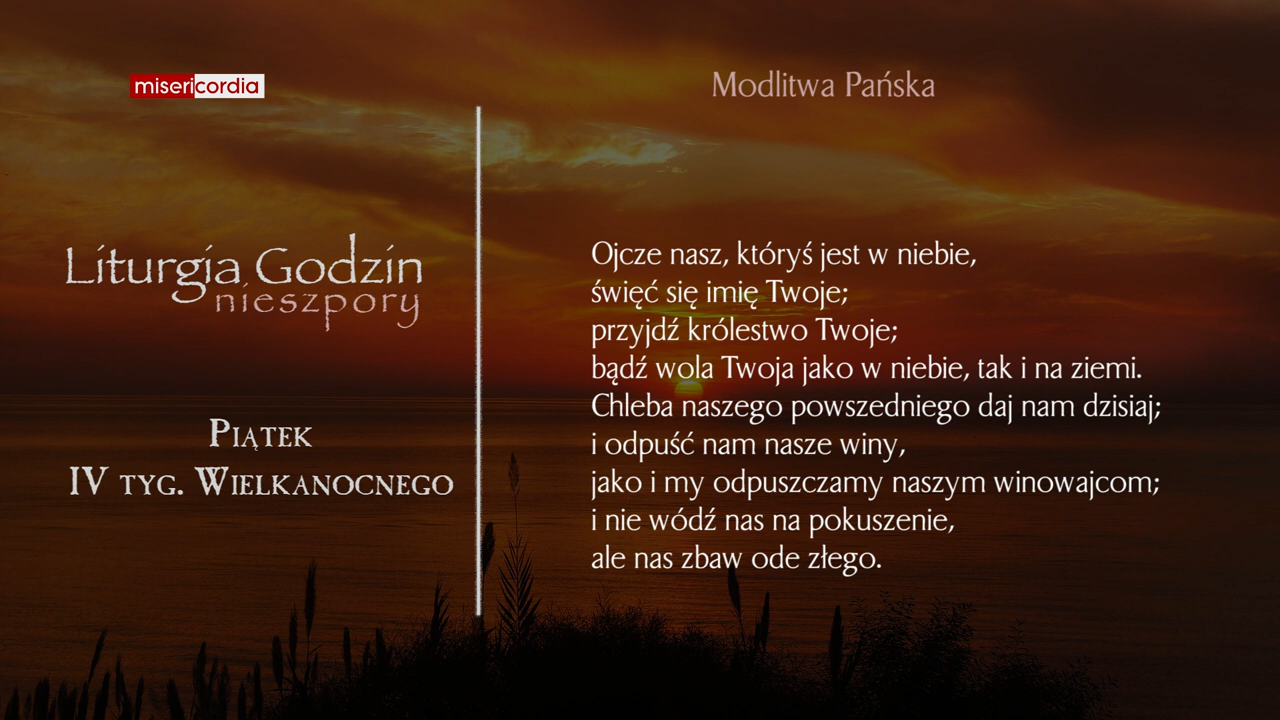 misericordia
Liturgia Godzin
nieszpory
Piątek
IV tyg. Wielkanocnego
Modlitwa Pańska
Ojcze nasz, któryś jest w niebie,
święć się imię Twoje;
przyjdź królestwo Twoje;
bądź wola Twoja jako w niebie, tak i na ziemi.
Chleba naszego powszedniego daj nam dzisiaj;
i odpuść nam nasze winy,
jako i my odpuszczamy naszym winowajcom;
i nie wódź nas na pokuszenie,
ale nas zbaw ode złego.